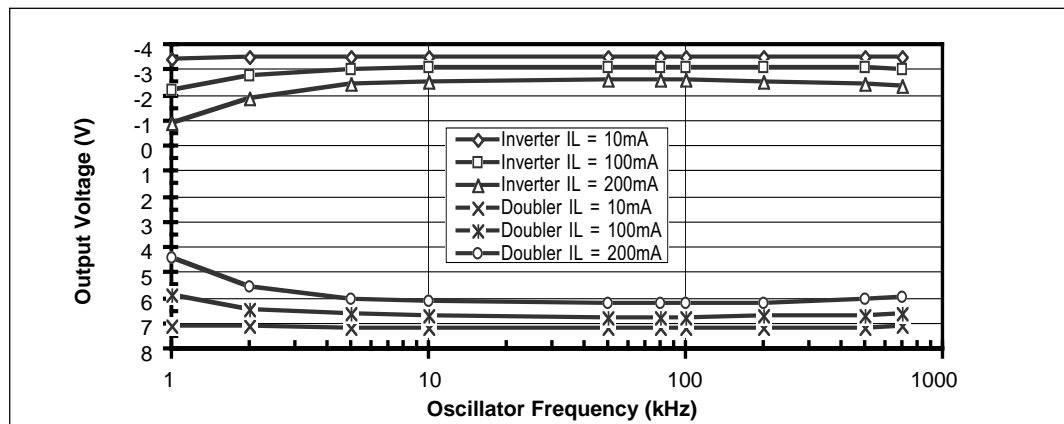 Output Voltage (V)
-4
-3
-2
-1
0
1
2
3
4
5
6
7
8
Inverter IL = 10mA
Inverter IL = 100mA
Inverter IL = 200mA
Doubler IL = 10mA
Doubler IL = 100mA
Doubler IL = 200mA
1 10 100 1000
Oscillator Frequency (kHz)